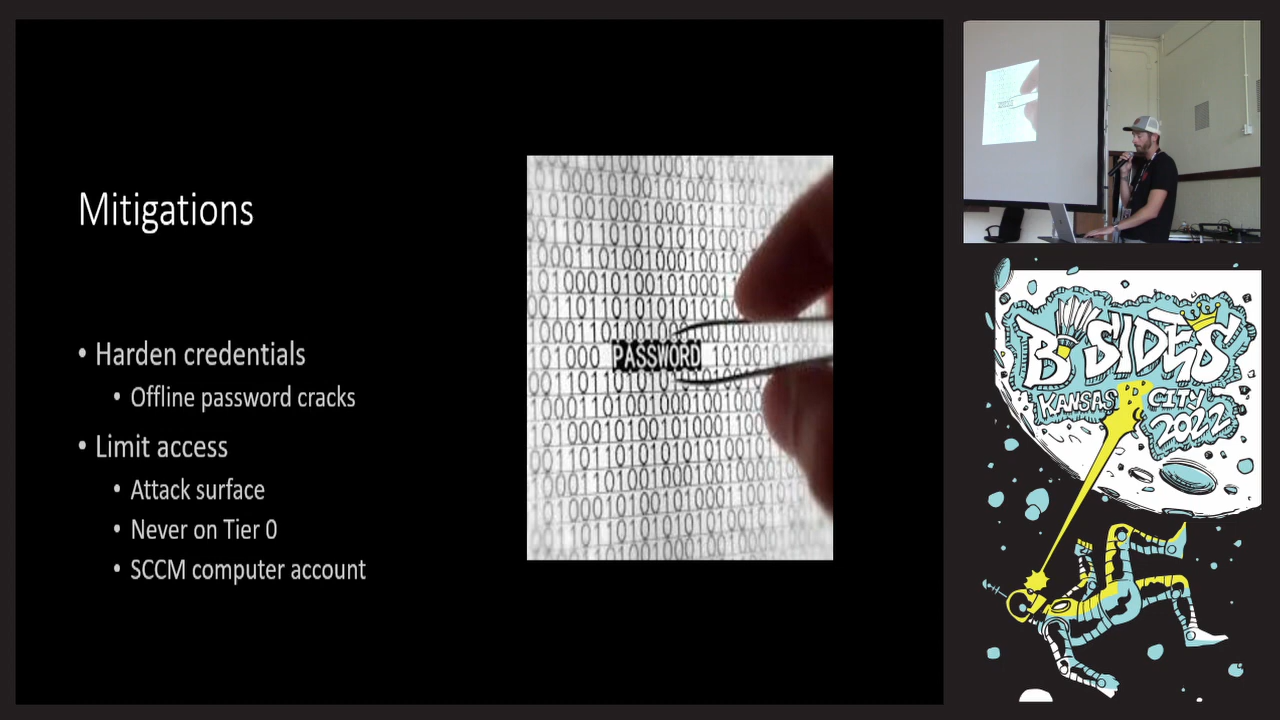 Mitigations
• Harden credentials
• Offline password cracks
• Limit access
• Attack surface
• Never on Tier 0
• SCCM computer account
PASSWORD
BSIDES
KANSAS CITY
2022